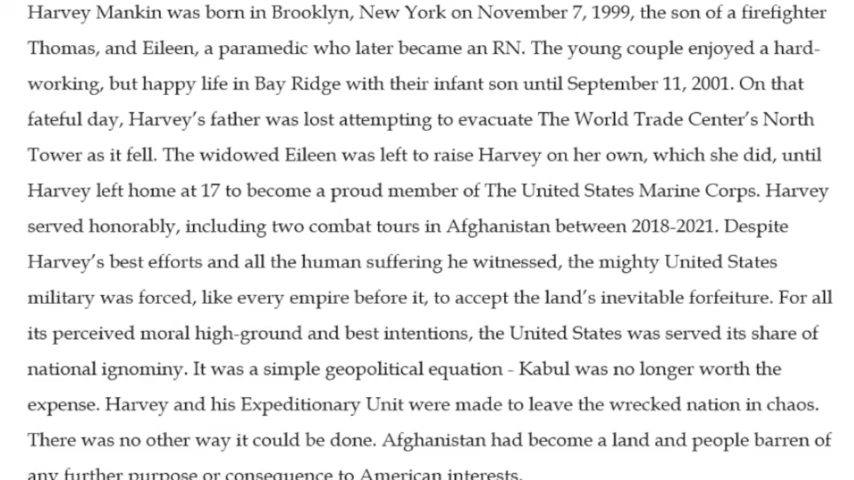 Harvey Mankin was born in Brooklyn, New York on November 7, 1999, the son of a firefighter
Thomas, and Eileen, a paramedic who later became an RN. The young couple enjoyed a hard-
working, but happy life in Bay Ridge with their infant son until September 11, 2001. On that
fateful day, Harvey’s father was lost attempting to evacuate The World Trade Center’s North
Tower as it fell. The widowed Eileen was left to raise Harvey on her own, which she did, until
Harvey left home at 17 to become a proud member of The United States Marine Corps. Harvey
served honorably, including two combat tours in Afghanistan between 2018-2021. Despite
Harvey’s best efforts and all the human suffering he witnessed, the mighty United States
military was forced, like every empire before it, to accept the land’s inevitable forfeiture. For all
its perceived moral high-ground and best intentions, the United States was served its share of
national ignominy. It was a simple geopolitical equation - Kabul was no longer worth the
expense. Harvey and his Expeditionary Unit were made to leave the wrecked nation in chaos.
There was no other way it could be done. Afghanistan had become a land and people barren of
any further purpose or consequence to American interests.